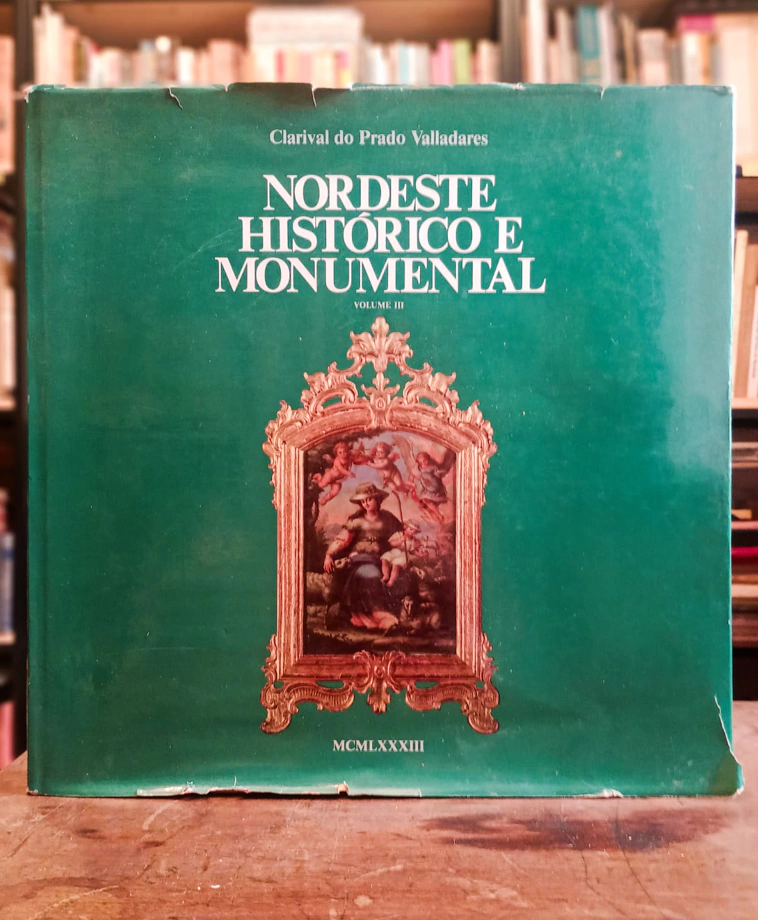 Clarival do Prado Valladares
NORDESTE
HISTÓRICO E
MONUMENTAL
VOLUME III
MCMLXXXIII